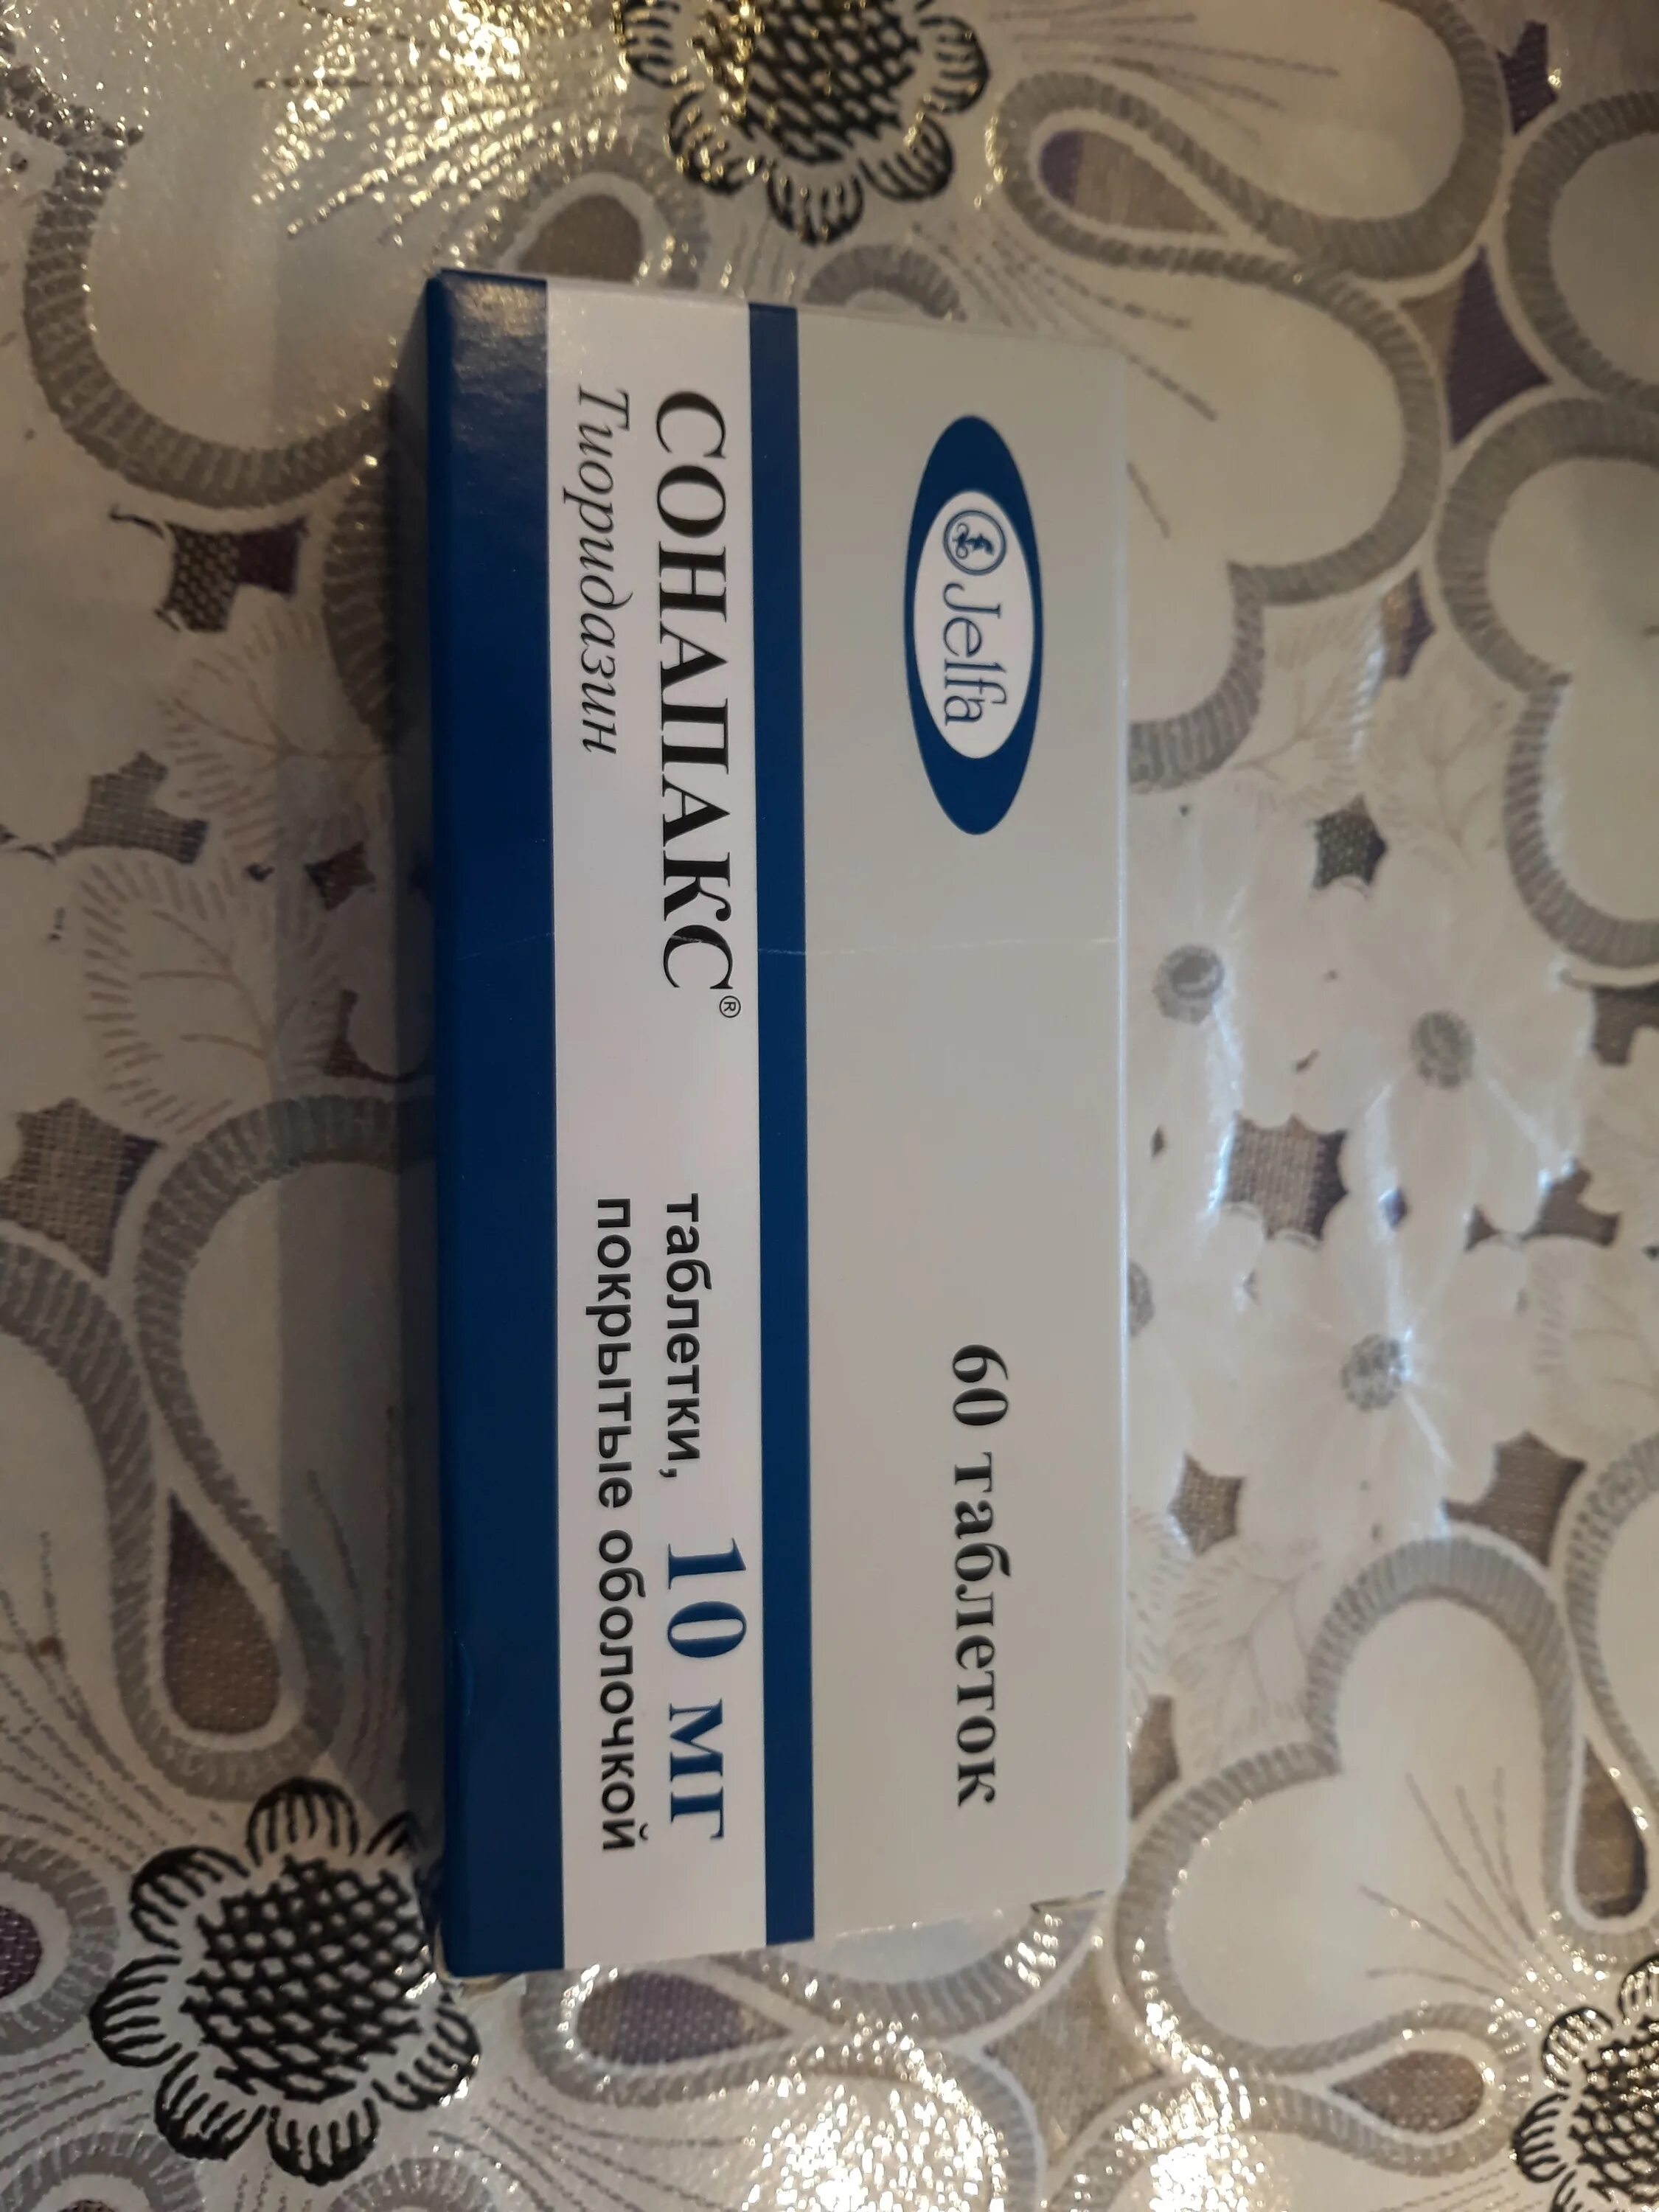 Jelfa
60 таблеток
СОНАПАКС®
Тиоридазин
таблетки, 10 мг
покрытые оболочкой